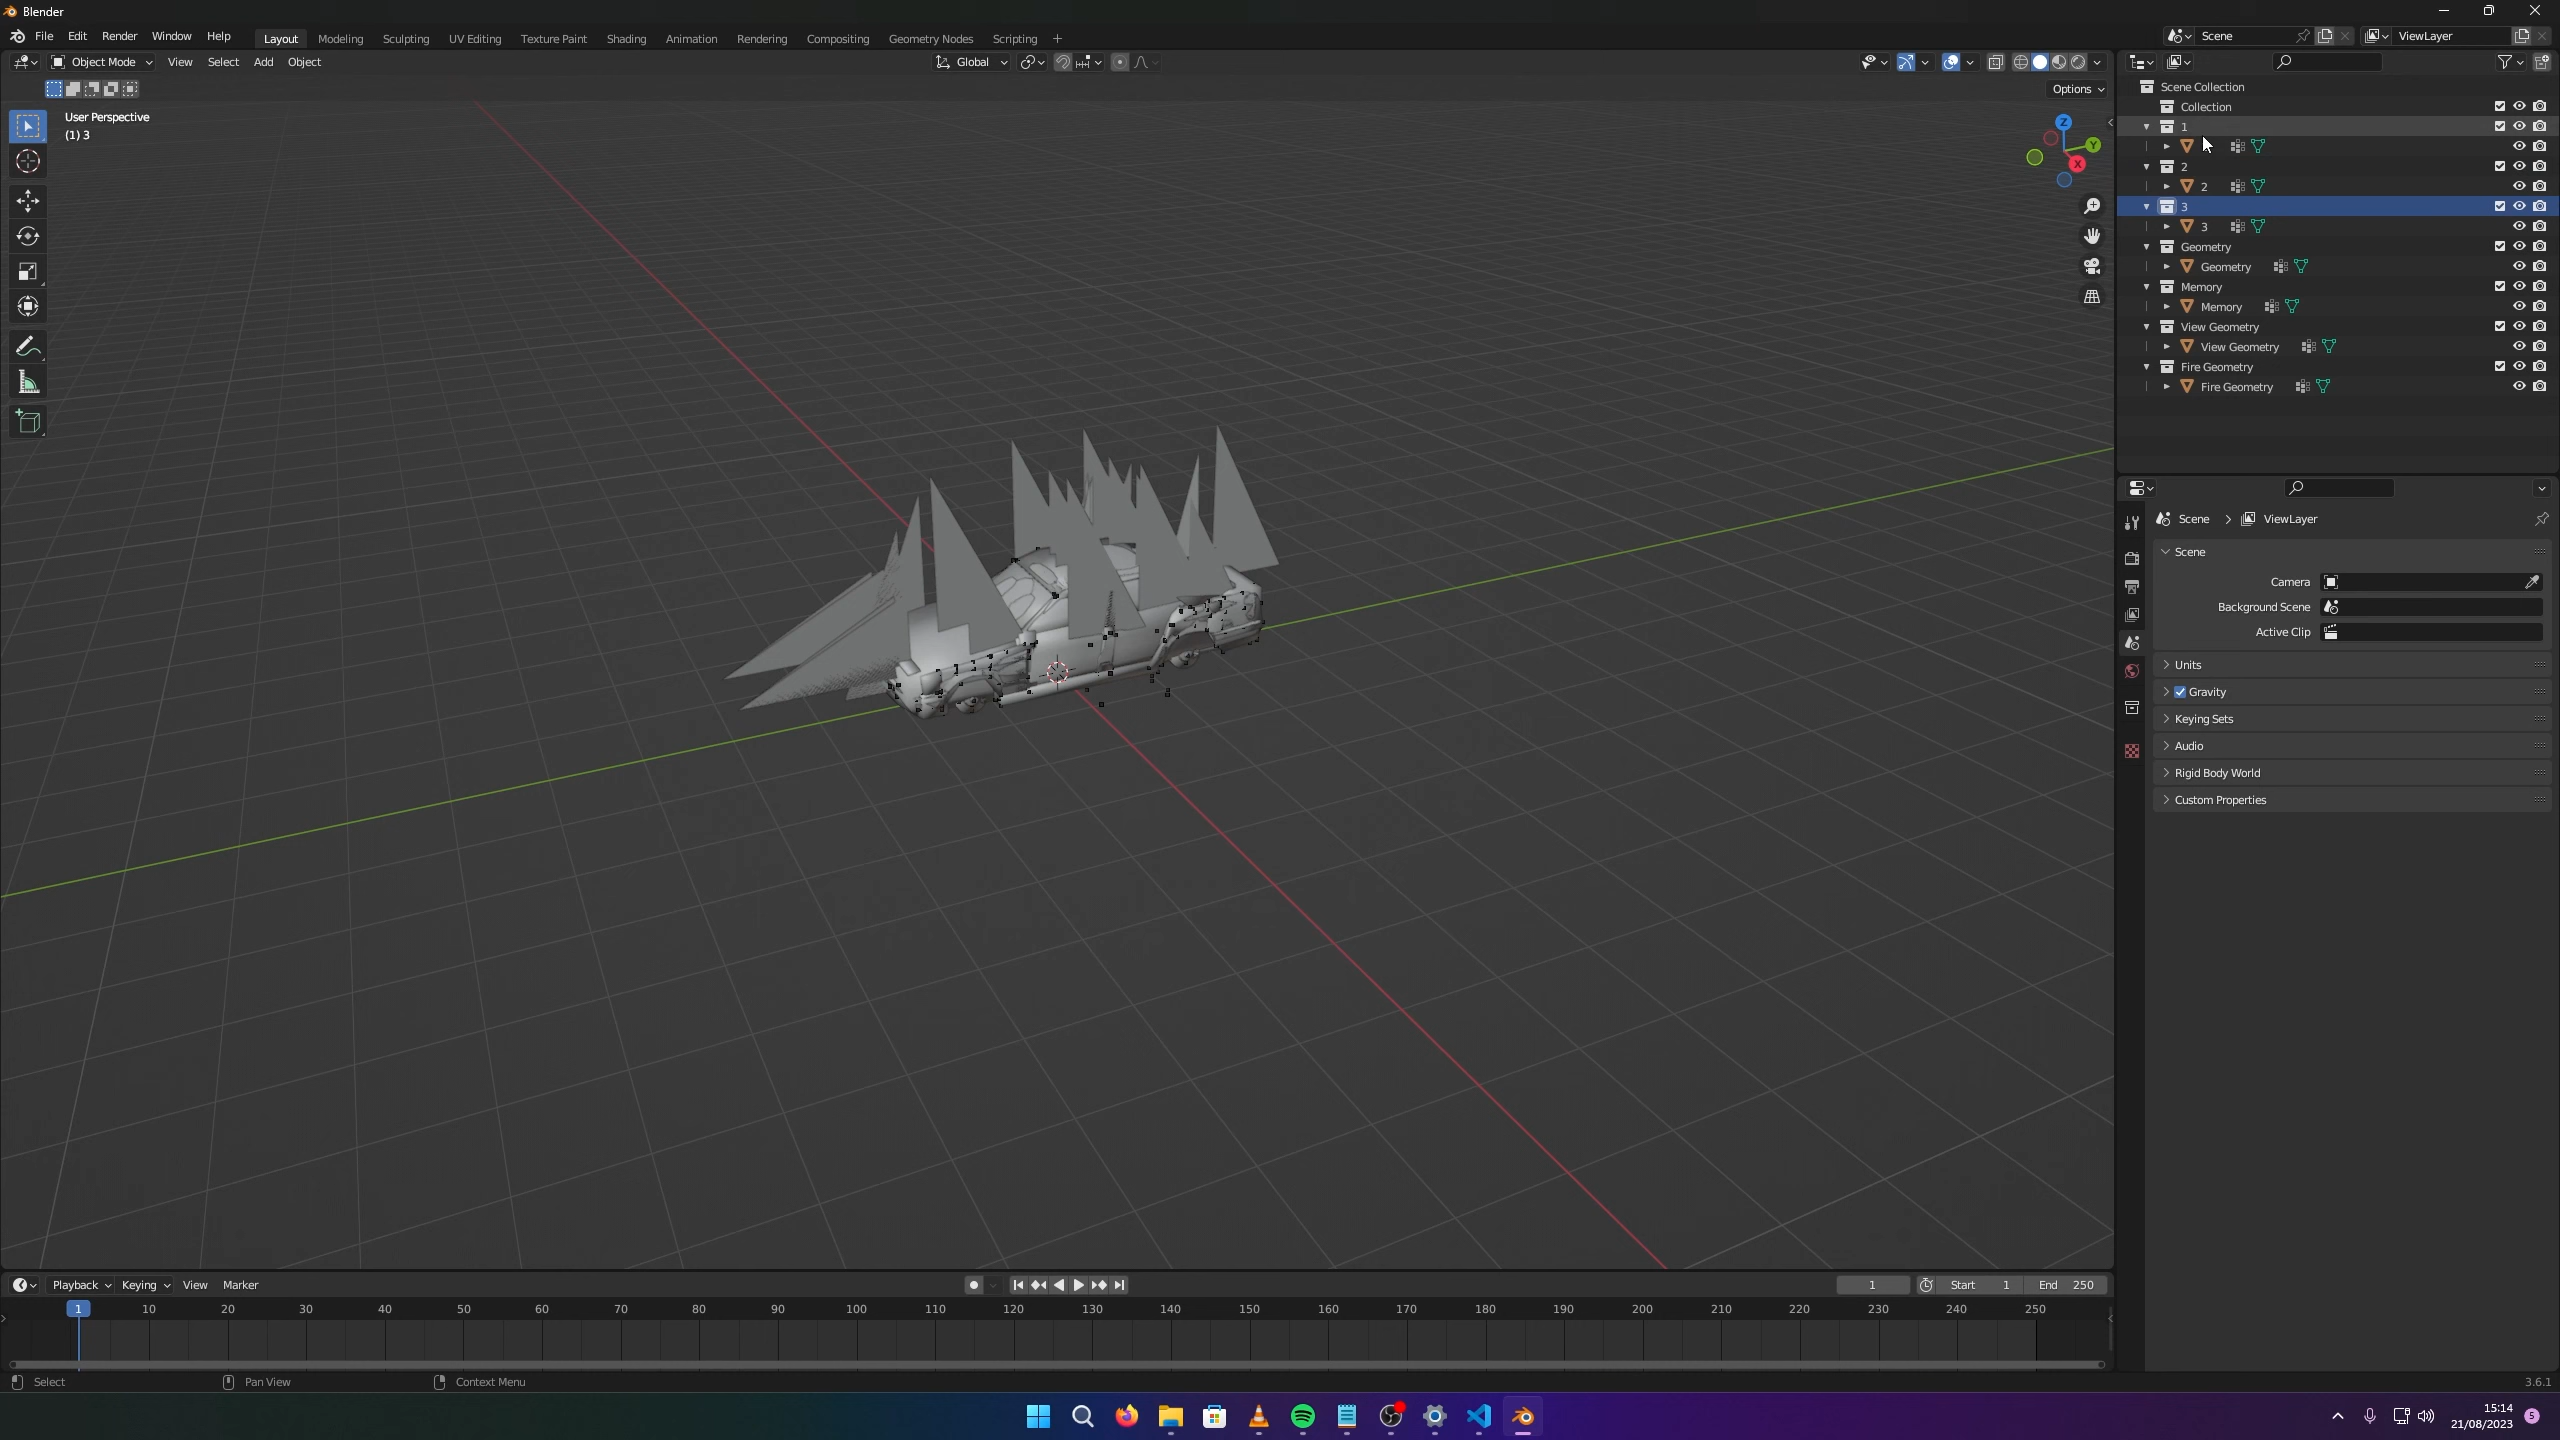 Blender
File Edit Render Window Help Layout Modeling Sculpting UV Editing Texture Paint Shading Animation Rendering Compositing Geometry Nodes Scripting + Scene ViewLayer
Object Mode View Select Add Object Global
Options
User Perspective
(1) 3
Z
Y
X
Scene Collection
Collection
1
2
2
3
3
Geometry
Geometry
Memory
Memory
View Geometry
View Geometry
Fire Geometry
Fire Geometry
Scene > ViewLayer
Scene
Camera
Background Scene
Active Clip
Units
Gravity
Keying Sets
Audio
Rigid Body World
Custom Properties
Playback Keying View Marker 1 Start 1 End 250
1 10 20 30 40 50 60 70 80 90 100 110 120 130 140 150 160 170 180 190 200 210 220 230 240 250
Select Pan View Context Menu 3.6.1
15:14
21/08/2023
5